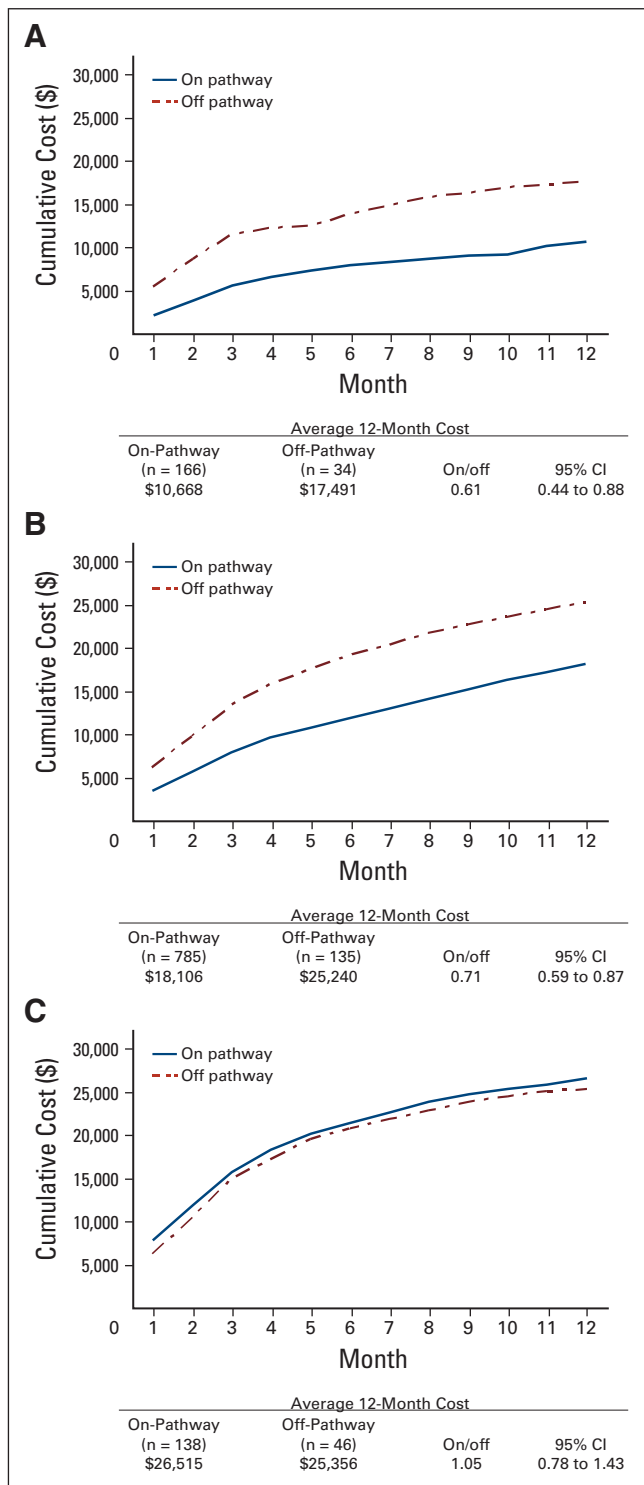 A
Cumulative Cost ($)
30,000
25,000
20,000
15,000
10,000
5,000
0
On pathway
Off pathway
1 2 3 4 5 6 7 8 9 10 11 12
Month
Average 12-Month Cost
On-Pathway Off-Pathway
(n = 166) (n = 34) On/off 95% CI
$10,668 $17,491 0.61 0.44 to 0.88
B
Cumulative Cost ($)
30,000
25,000
20,000
15,000
10,000
5,000
0
On pathway
Off pathway
1 2 3 4 5 6 7 8 9 10 11 12
Month
Average 12-Month Cost
On-Pathway Off-Pathway
(n = 785) (n = 135) On/off 95% CI
$18,106 $25,240 0.71 0.59 to 0.87
C
Cumulative Cost ($)
30,000
25,000
20,000
15,000
10,000
5,000
0
On pathway
Off pathway
1 2 3 4 5 6 7 8 9 10 11 12
Month
Average 12-Month Cost
On-Pathway Off-Pathway
(n = 138) (n = 46) On/off 95% CI
$26,515 $25,356 1.05 0.78 to 1.43